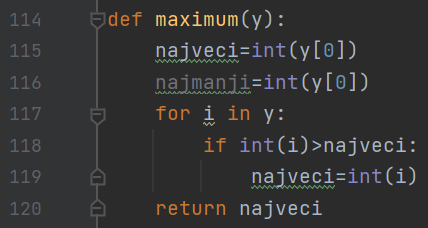 114 def maximum(y):
115 najveci=int(y[0])
116 najmanji=int(y[0])
117 for i in y:
118 if int(i)>najveci:
119 najveci=int(i)
120 return najveci